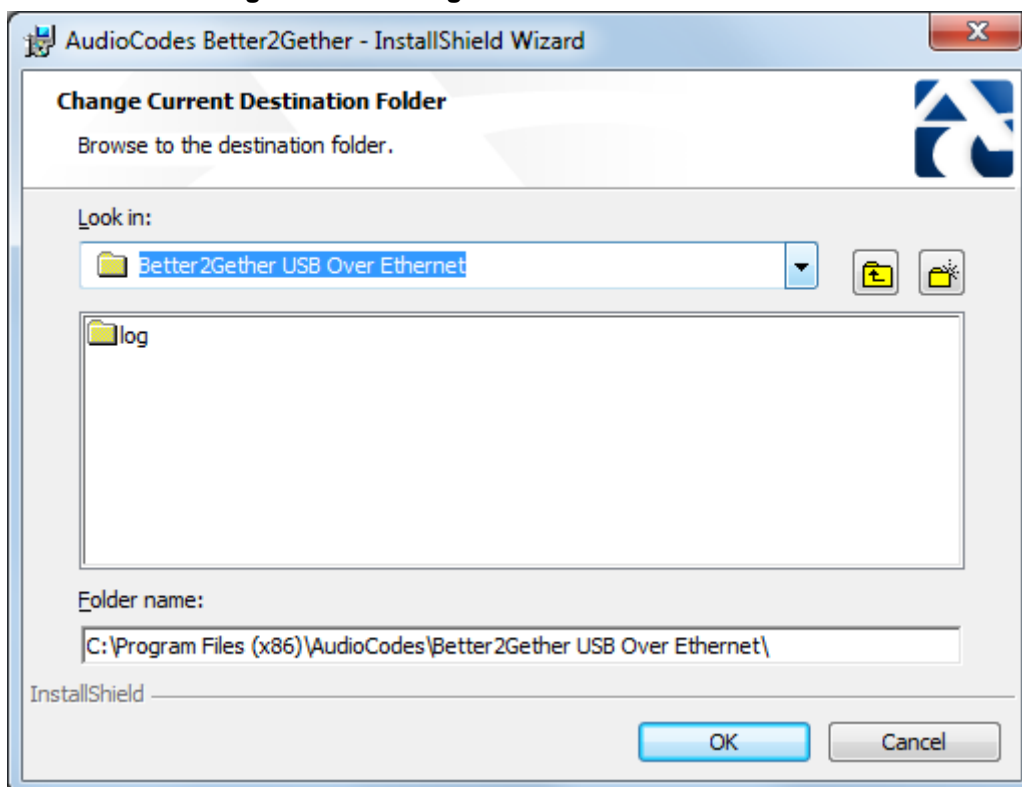 AudioCodes Better2Gether - InstallShield Wizard
Change Current Destination Folder
Browse to the destination folder.
Look in:
Better2Gether USB Over Ethernet
log
Folder name:
C:\Program Files (x86)\AudioCodes\Better2Gether USB Over Ethernet\
InstallShield
OK Cancel